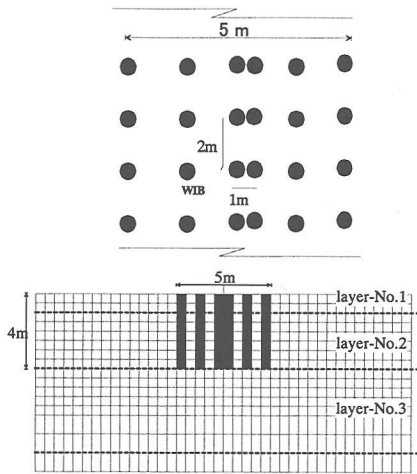 5 m
2m
WIB
1m
5m
layer-No.1
4m
layer-No.2
layer-No.3